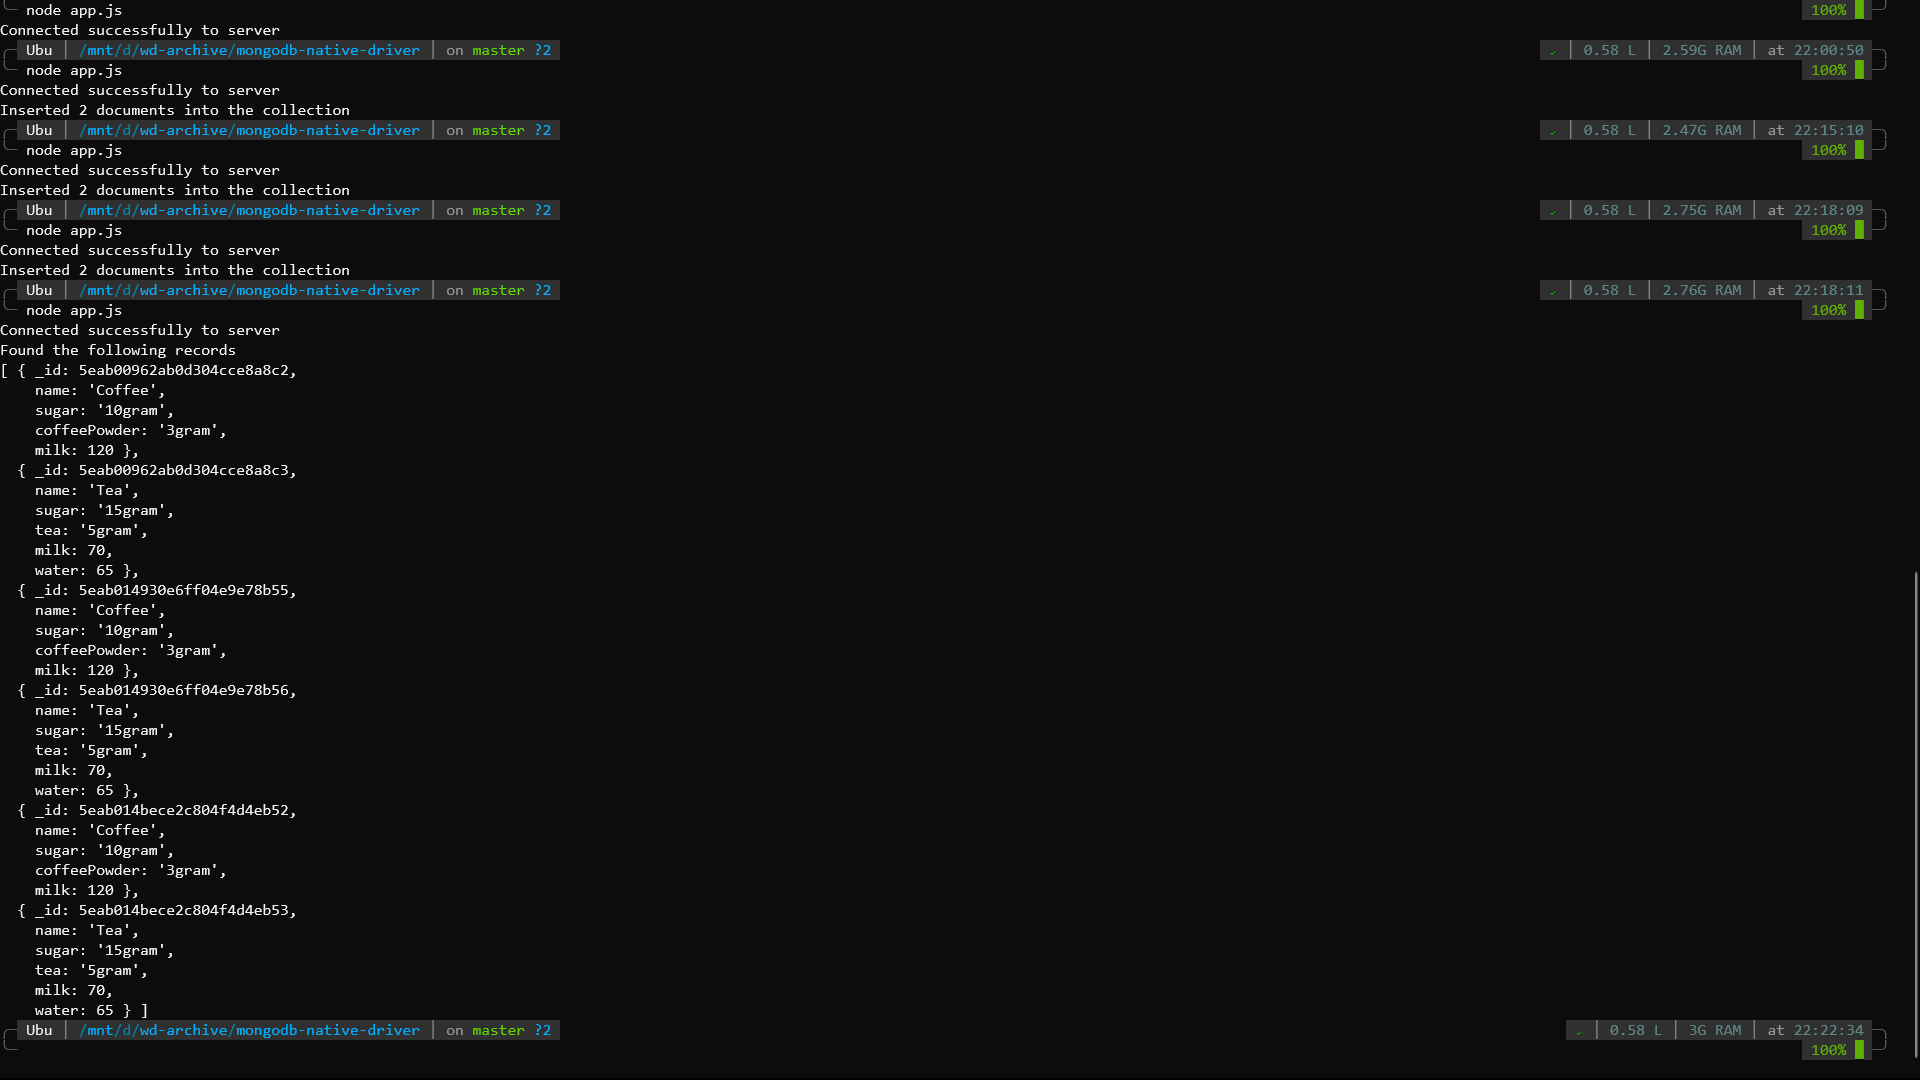 node app.js 100%
Connected successfully to server
Ubu | /mnt/d/wd-archive/mongodb-native-driver | on master ?2 ✓ | 0.58 L | 2.59G RAM | at 22:00:50
node app.js 100%
Connected successfully to server
Inserted 2 documents into the collection
Ubu | /mnt/d/wd-archive/mongodb-native-driver | on master ?2 ✓ | 0.58 L | 2.47G RAM | at 22:15:10
node app.js 100%
Connected successfully to server
Inserted 2 documents into the collection
Ubu | /mnt/d/wd-archive/mongodb-native-driver | on master ?2 ✓ | 0.58 L | 2.75G RAM | at 22:18:09
node app.js 100%
Connected successfully to server
Inserted 2 documents into the collection
Ubu | /mnt/d/wd-archive/mongodb-native-driver | on master ?2 ✓ | 0.58 L | 2.76G RAM | at 22:18:11
node app.js 100%
Connected successfully to server
Found the following records
[ { _id: 5eab00962ab0d304cce8a8c2,
name: 'Coffee',
sugar: '10gram',
coffeePowder: '3gram',
milk: 120 },
{ _id: 5eab00962ab0d304cce8a8c3,
name: 'Tea',
sugar: '15gram',
tea: '5gram',
milk: 70,
water: 65 },
{ _id: 5eab014930e6ff04e9e78b55,
name: 'Coffee',
sugar: '10gram',
coffeePowder: '3gram',
milk: 120 },
{ _id: 5eab014930e6ff04e9e78b56,
name: 'Tea',
sugar: '15gram',
tea: '5gram',
milk: 70,
water: 65 },
{ _id: 5eab014bece2c804f4d4eb52,
name: 'Coffee',
sugar: '10gram',
coffeePowder: '3gram',
milk: 120 },
{ _id: 5eab014bece2c804f4d4eb53,
name: 'Tea',
sugar: '15gram',
tea: '5gram',
milk: 70,
water: 65 } ]
Ubu | /mnt/d/wd-archive/mongodb-native-driver | on master ?2 ✓ | 0.58 L | 3G RAM | at 22:22:34
100%